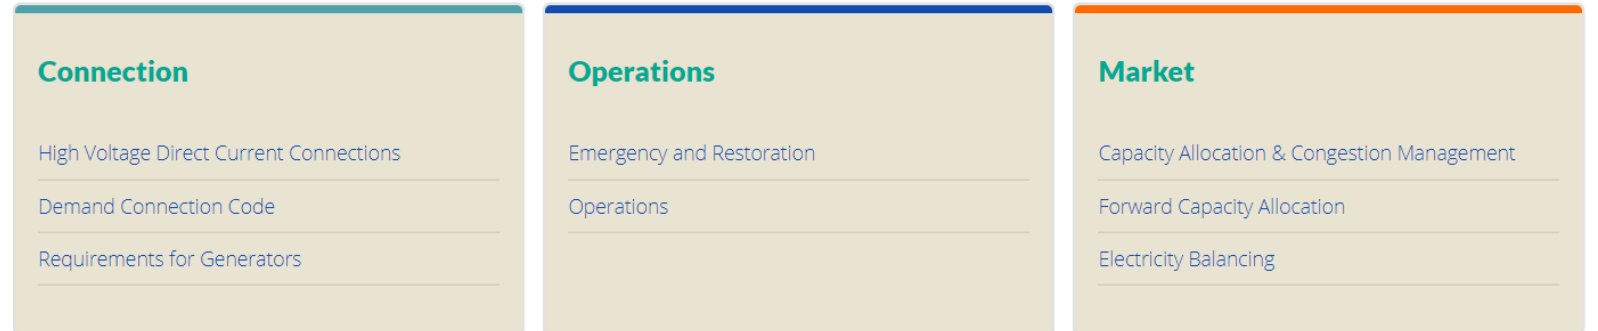 Connection
High Voltage Direct Current Connections
Demand Connection Code
Requirements for Generators
Operations
Emergency and Restoration
Operations
Market
Capacity Allocation & Congestion Management
Forward Capacity Allocation
Electricity Balancing